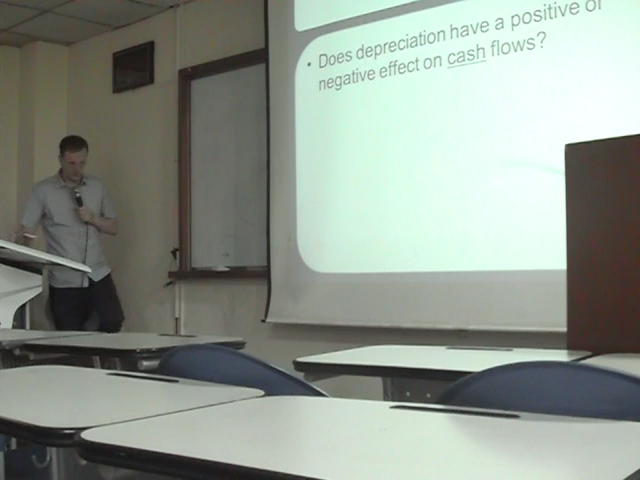 • Does depreciation have a positive or
negative effect on cash flows?